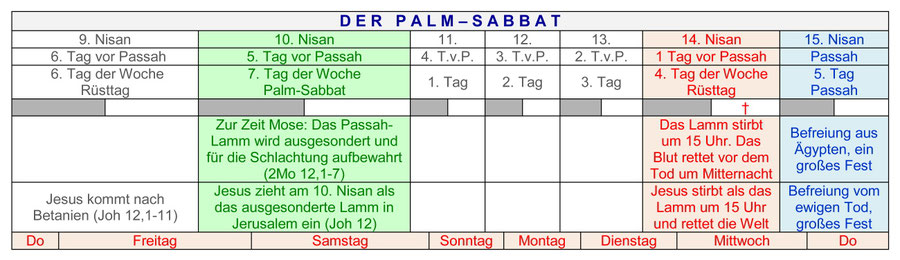 DER PALM–SABBAT
9. Nisan 10. Nisan 11. 12. 13. 14. Nisan 15. Nisan
6. Tag vor Passah 5. Tag vor Passah 4. T.v.P. 3. T.v.P. 2. T.v.P. 1 Tag vor Passah Passah
6. Tag der Woche
Rüsttag
7. Tag der Woche
Palm-Sabbat
1. Tag
2. Tag
3. Tag
4. Tag der Woche
Rüsttag
5. Tag
Passah
†
Zur Zeit Mose: Das Passah-
Lamm wird ausgesondert und
für die Schlachtung aufbewahrt
(2Mo 12,1-7)
Das Lamm stirbt
um 15 Uhr. Das
Blut rettet vor dem
Tod um Mitternacht
Befreiung aus
Ägypten, ein
großes Fest
Jesus kommt nach
Betanien (Joh 12,1-11)
Jesus zieht am 10. Nisan als
das ausgesonderte Lamm in
Jerusalem ein (Joh 12)
Jesus stirbt als das
Lamm um 15 Uhr
und rettet die Welt
Befreiung vom
ewigen Tod,
großes Fest
Do Freitag Samstag Sonntag Montag Dienstag Mittwoch Do